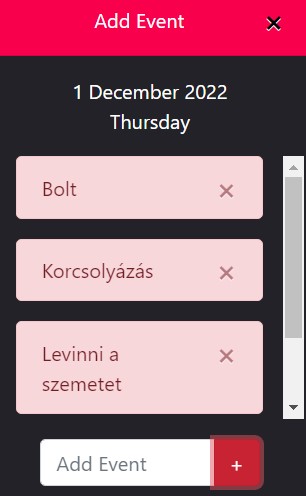 Add Event
1 December 2022
Thursday
Bolt
Korcsolyázás
Levinni a
szemetet
Add Event
+